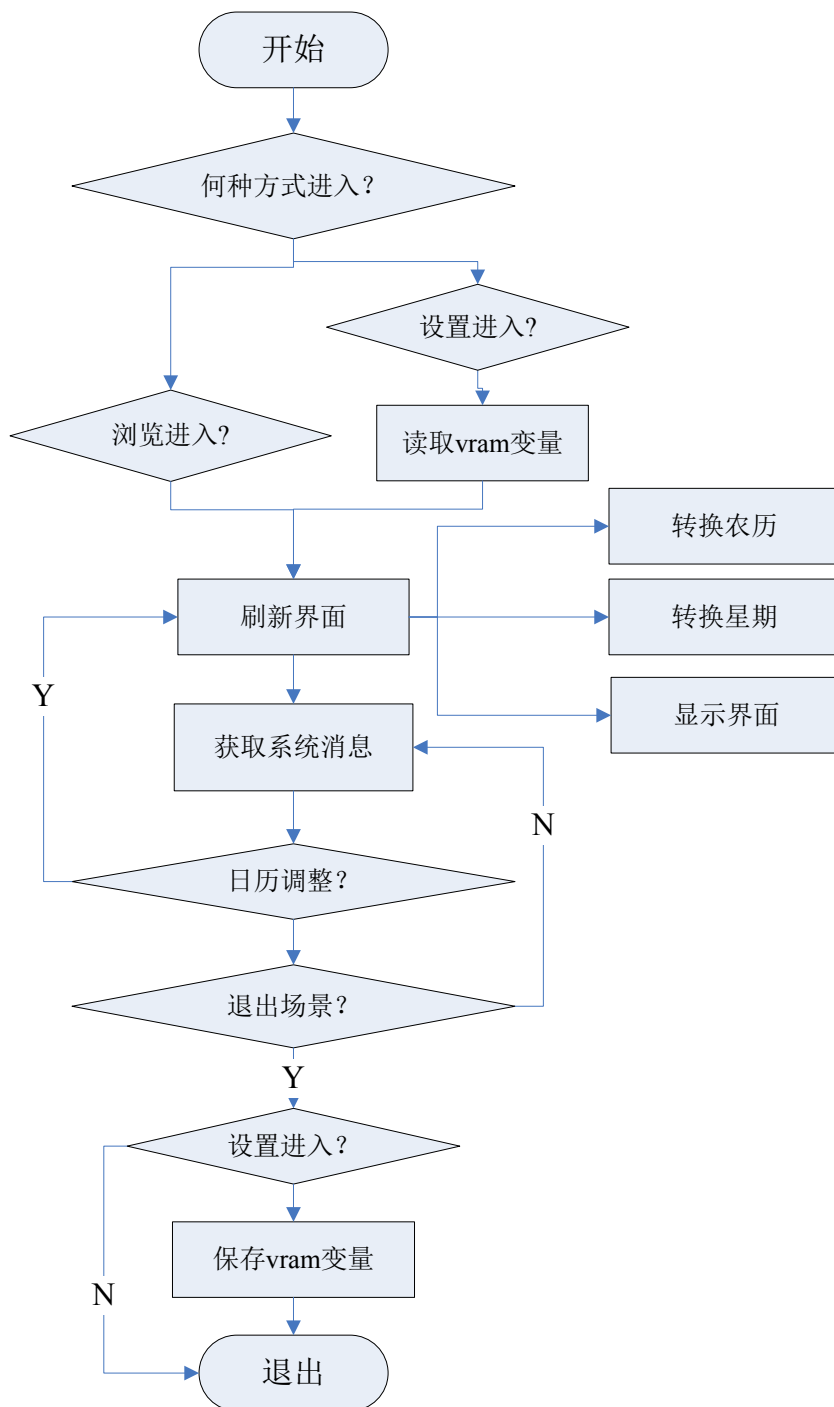 开始
何种方式进入？
设置进入?
浏览进入?
读取vram变量
转换农历
刷新界面
转换星期
Y
显示界面
获取系统消息
N
日历调整？
退出场景？
Y
设置进入？
保存vram变量
N
退出